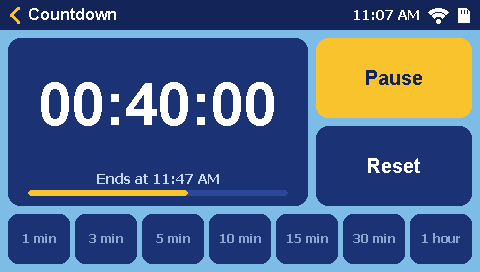 Countdown
11:07 AM
00:40:00
Ends at 11:47 AM
Pause
Reset
1 min
3 min
5 min
10 min
15 min
30 min
1 hour